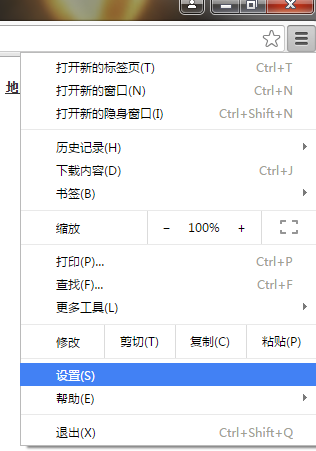 地
打开新的标签页(T) Ctrl+T
打开新的窗口(N) Ctrl+N
打开新的隐身窗口(I) Ctrl+Shift+N
历史记录(H)
下载内容(D) Ctrl+J
书签(B)
缩放 − 100% +
打印(P)... Ctrl+P
查找(F)... Ctrl+F
更多工具(L)
修改 剪切(T) 复制(C) 粘贴(P)
设置(S)
帮助(E)
退出(X) Ctrl+Shift+Q